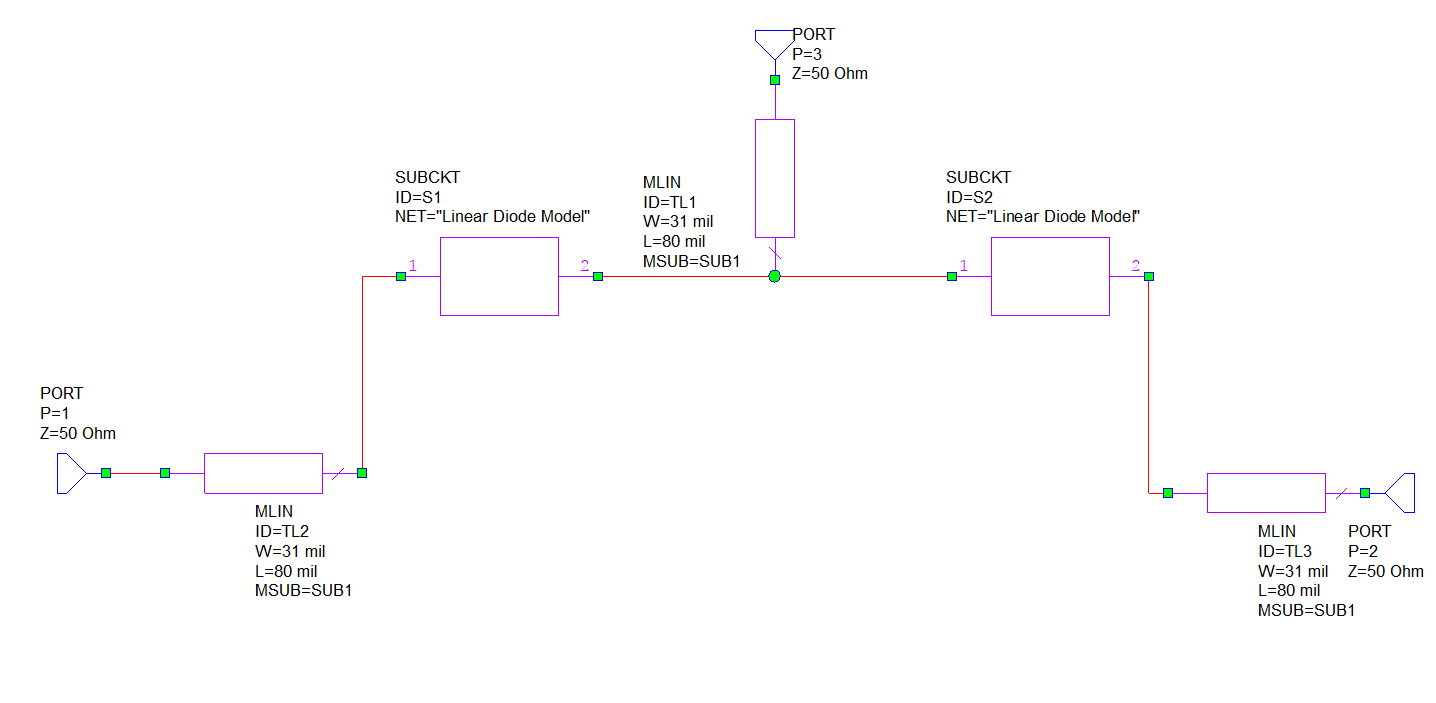 PORT
P=3
Z=50 Ohm
SUBCKT
ID=S1
NET="Linear Diode Model"
MLIN
ID=TL1
W=31 mil
L=80 mil
MSUB=SUB1
SUBCKT
ID=S2
NET="Linear Diode Model"
1
2
1
2
PORT
P=1
Z=50 Ohm
MLIN
ID=TL2
W=31 mil
L=80 mil
MSUB=SUB1
MLIN
ID=TL3
W=31 mil
L=80 mil
MSUB=SUB1
PORT
P=2
Z=50 Ohm